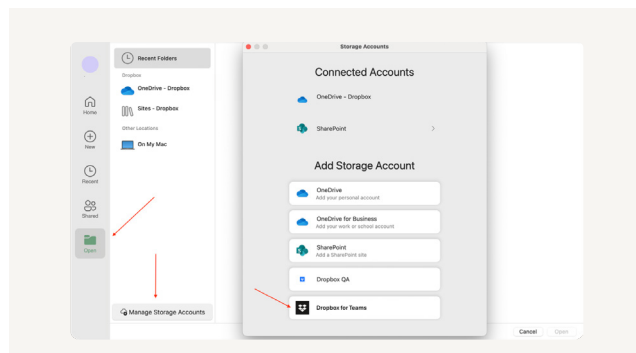 Home
New
Recent
Shared
Open
Recent Folders
Dropbox
OneDrive - Dropbox
Sites - Dropbox
Other Locations
On My Mac
Manage Storage Accounts
Storage Accounts
Connected Accounts
OneDrive - Dropbox
SharePoint
Add Storage Account
OneDrive
Add your personal account
OneDrive for Business
Add your work or school account
SharePoint
Add a SharePoint site
Dropbox QA
Dropbox for Teams
Cancel
Open